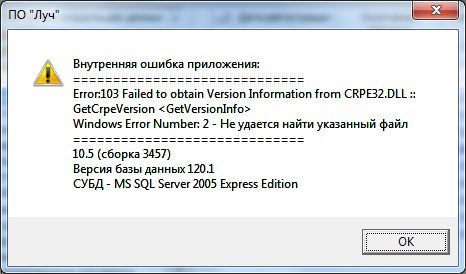 ПО "Луч"
Внутренняя ошибка приложения:
==============================
Error:103 Failed to obtain Version Information from CRPE32.DLL ::
GetCrpeVersion <GetVersionInfo>
Windows Error Number: 2 - Не удается найти указанный файл
==============================
10.5 (сборка 3457)
Версия базы данных 120.1
СУБД - MS SQL Server 2005 Express Edition
OK